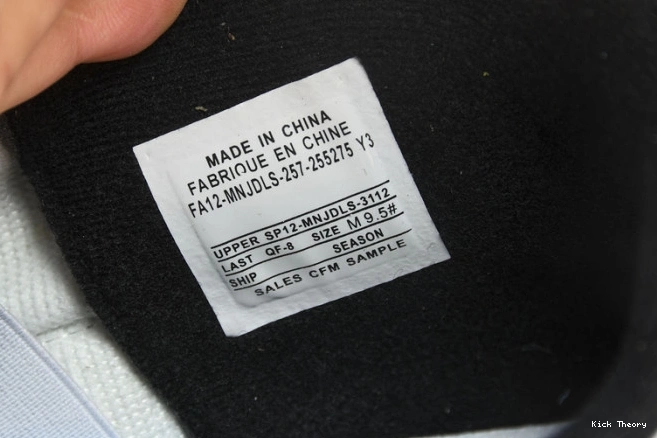 MADE IN CHINA
FABRIQUE EN CHINE
FA12-MNJDLS-257-255275 Y3
UPPER SP12-MNJDLS-3112
LAST QF-8 SIZE M 9.5#
SHIP SEASON
SALES CFM SAMPLE
Kick Theory